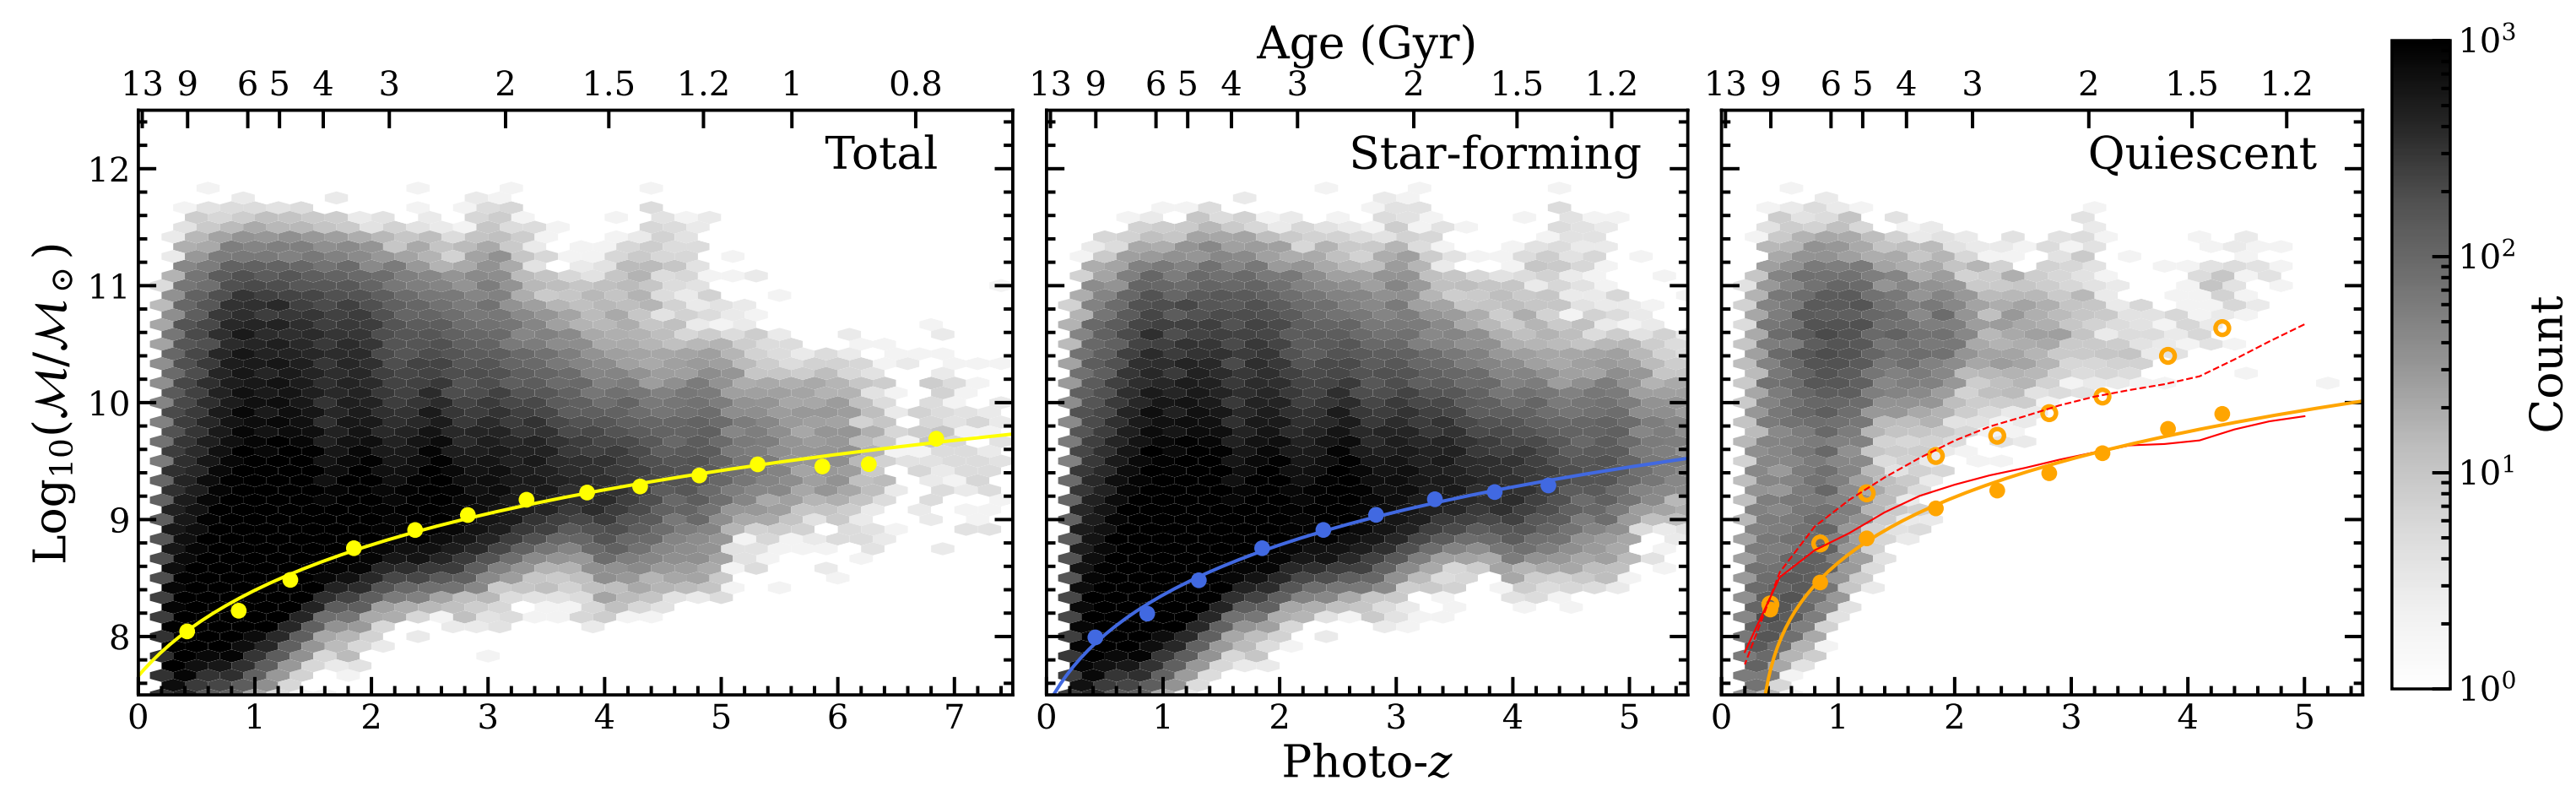 Age (Gyr)
13 9 6 5 4 3 2 1.5 1.2 1 0.8
13 9 6 5 4 3 2 1.5 1.2
13 9 6 5 4 3 2 1.5 1.2
Total
Star-forming
Quiescent
Log₁₀(ℳ/ℳ⊙)
12
11
10
9
8
0 1 2 3 4 5 6 7
0 1 2 3 4 5
0 1 2 3 4 5
Photo-z
10³
10²
10¹
10⁰
Count